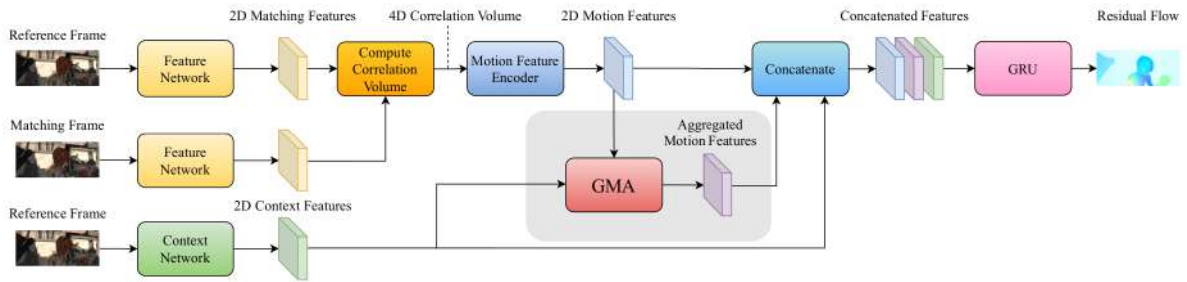 2D Matching Features
4D Correlation Volume
2D Motion Features
Concatenated Features
Residual Flow
Reference Frame
Feature
Network
Compute
Correlation
Volume
Motion Feature
Encoder
Concatenate
GRU
Matching Frame
Feature
Network
Aggregated
Motion Features
GMA
Reference Frame
2D Context Features
Context
Network